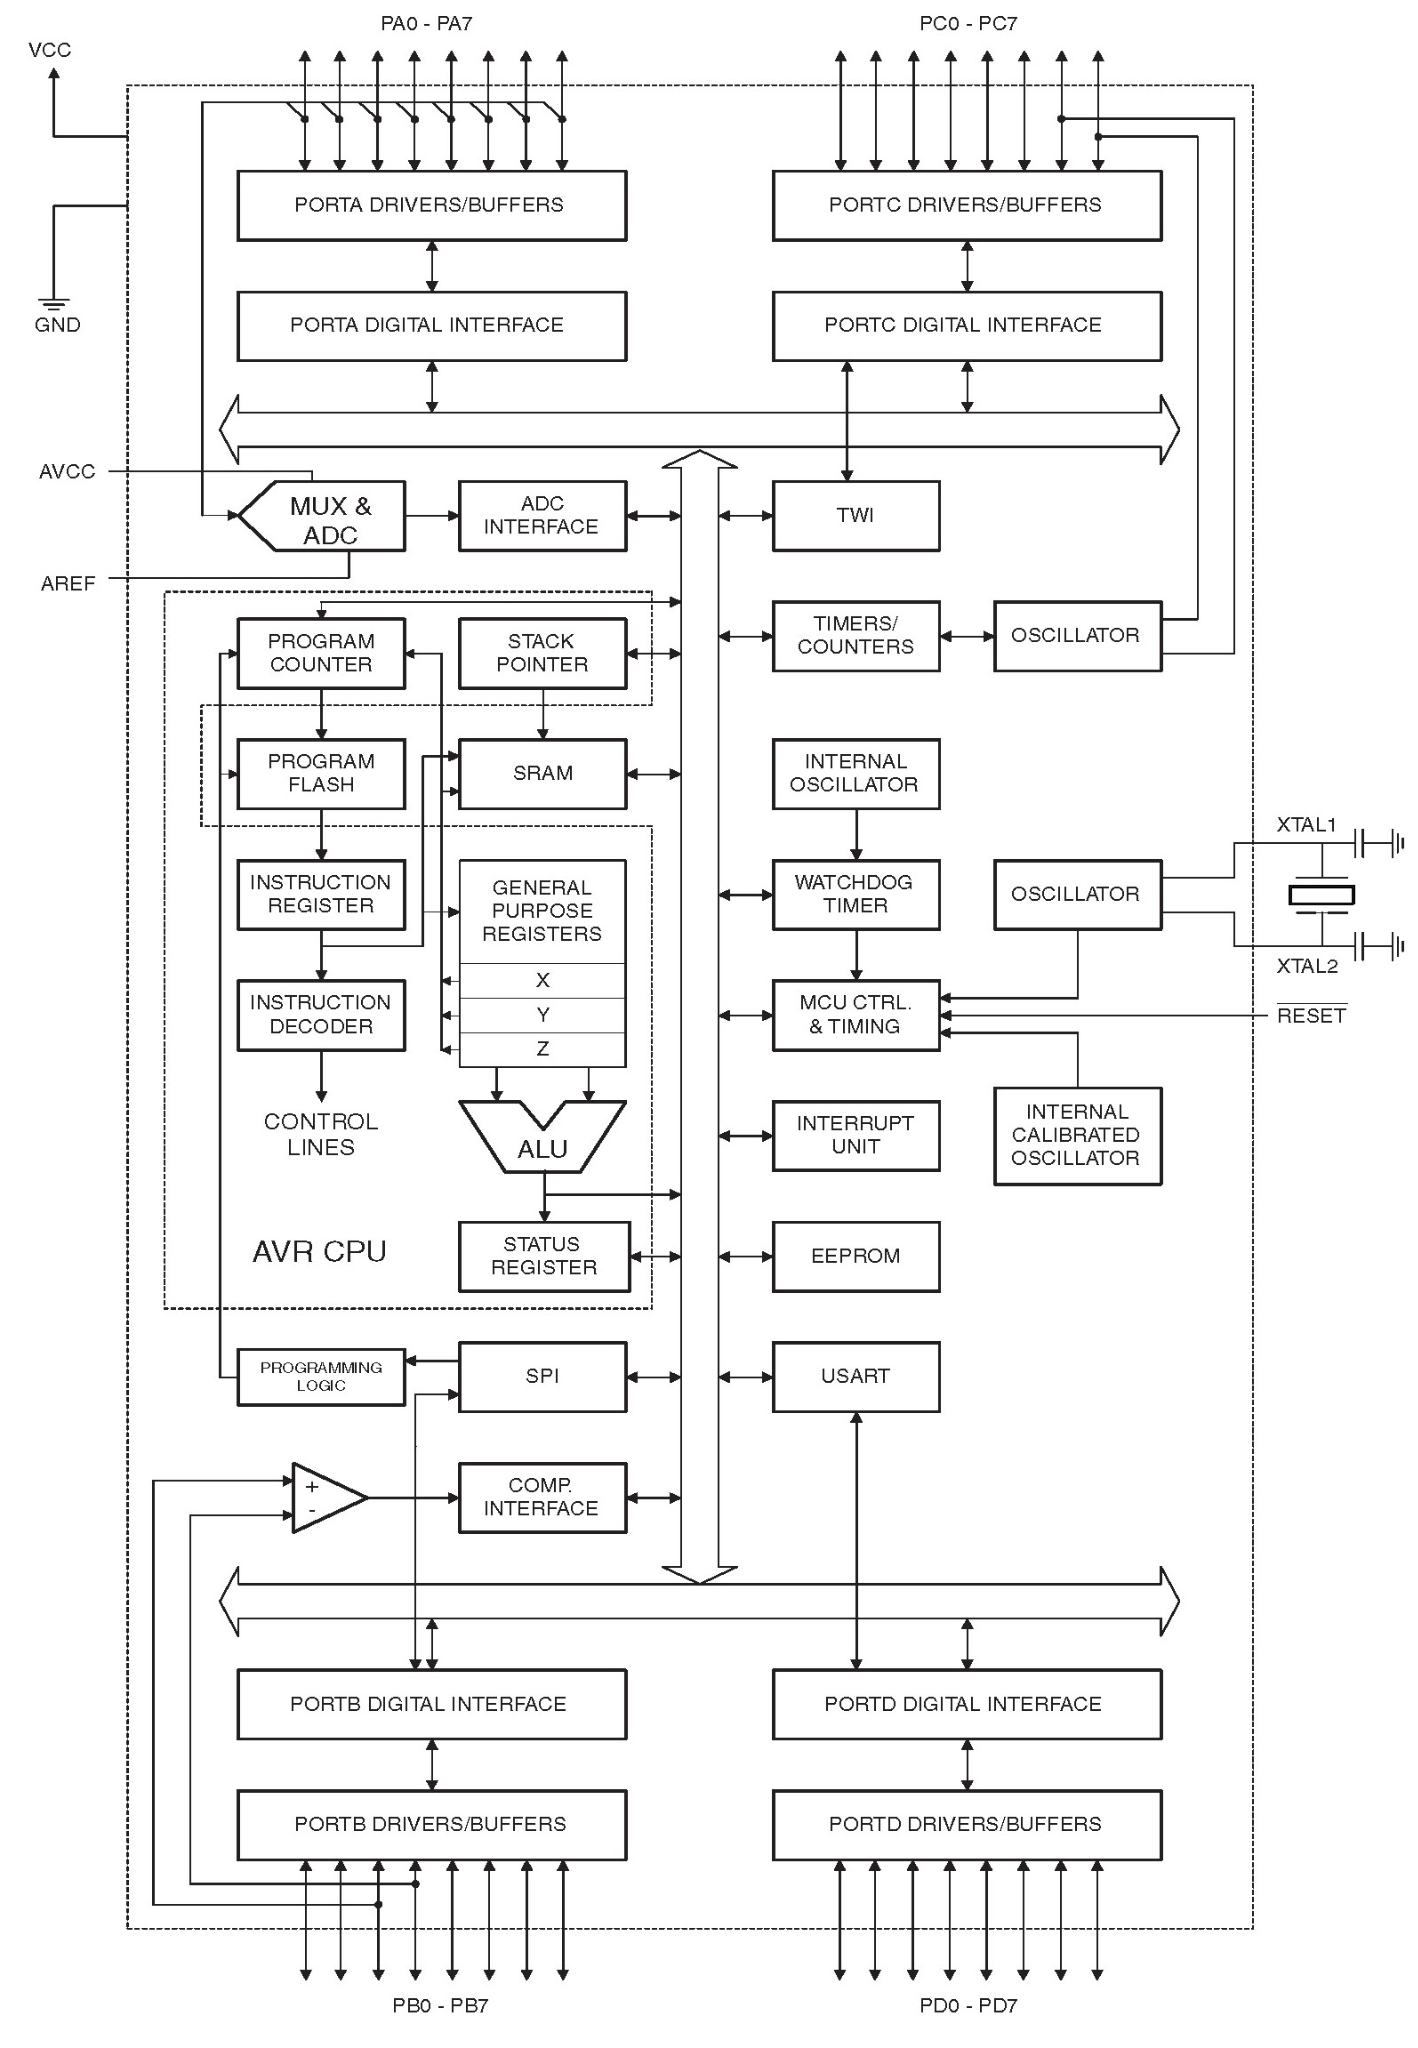 PA0 - PA7
PC0 - PC7
VCC
PORTA DRIVERS/BUFFERS
PORTC DRIVERS/BUFFERS
GND
PORTA DIGITAL INTERFACE
PORTC DIGITAL INTERFACE
AVCC
MUX &
ADC
ADC
INTERFACE
TWI
AREF
PROGRAM
COUNTER
STACK
POINTER
TIMERS/
COUNTERS
OSCILLATOR
PROGRAM
FLASH
SRAM
INTERNAL
OSCILLATOR
XTAL1
INSTRUCTION
REGISTER
GENERAL
PURPOSE
REGISTERS
WATCHDOG
TIMER
OSCILLATOR
XTAL2
X
INSTRUCTION
DECODER
Y
MCU CTRL.
& TIMING
RESET
Z
CONTROL
LINES
ALU
INTERRUPT
UNIT
INTERNAL
CALIBRATED
OSCILLATOR
AVR CPU
STATUS
REGISTER
EEPROM
PROGRAMMING
LOGIC
SPI
USART
+
-
COMP.
INTERFACE
PORTB DIGITAL INTERFACE
PORTD DIGITAL INTERFACE
PORTB DRIVERS/BUFFERS
PORTD DRIVERS/BUFFERS
PB0 - PB7
PD0 - PD7